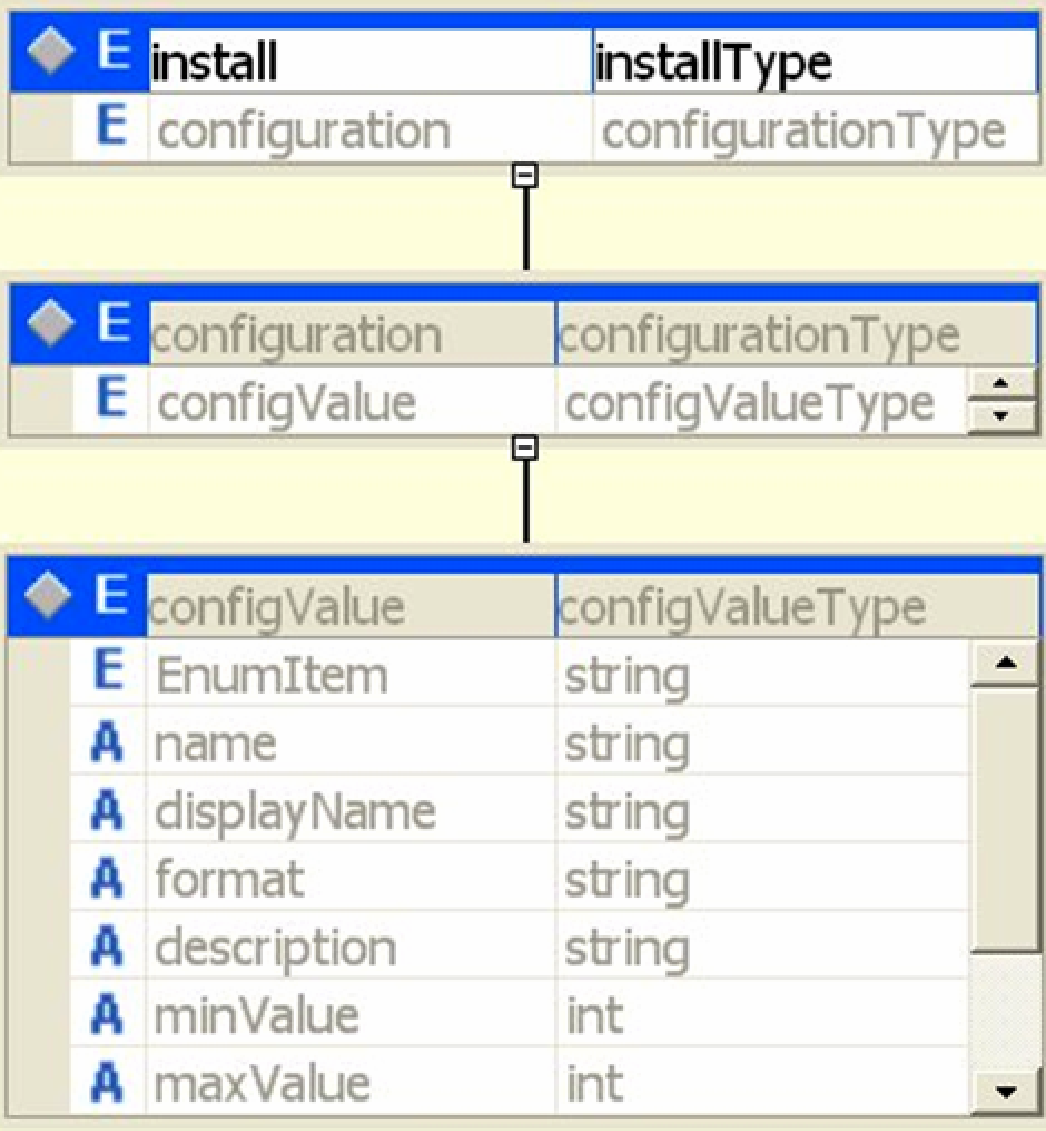 E install installType
E configuration configurationType
E configuration configurationType
E configValue configValueType
E configValue configValueType
E EnumItem string
A name string
A displayName string
A format string
A description string
A minValue int
A maxValue int